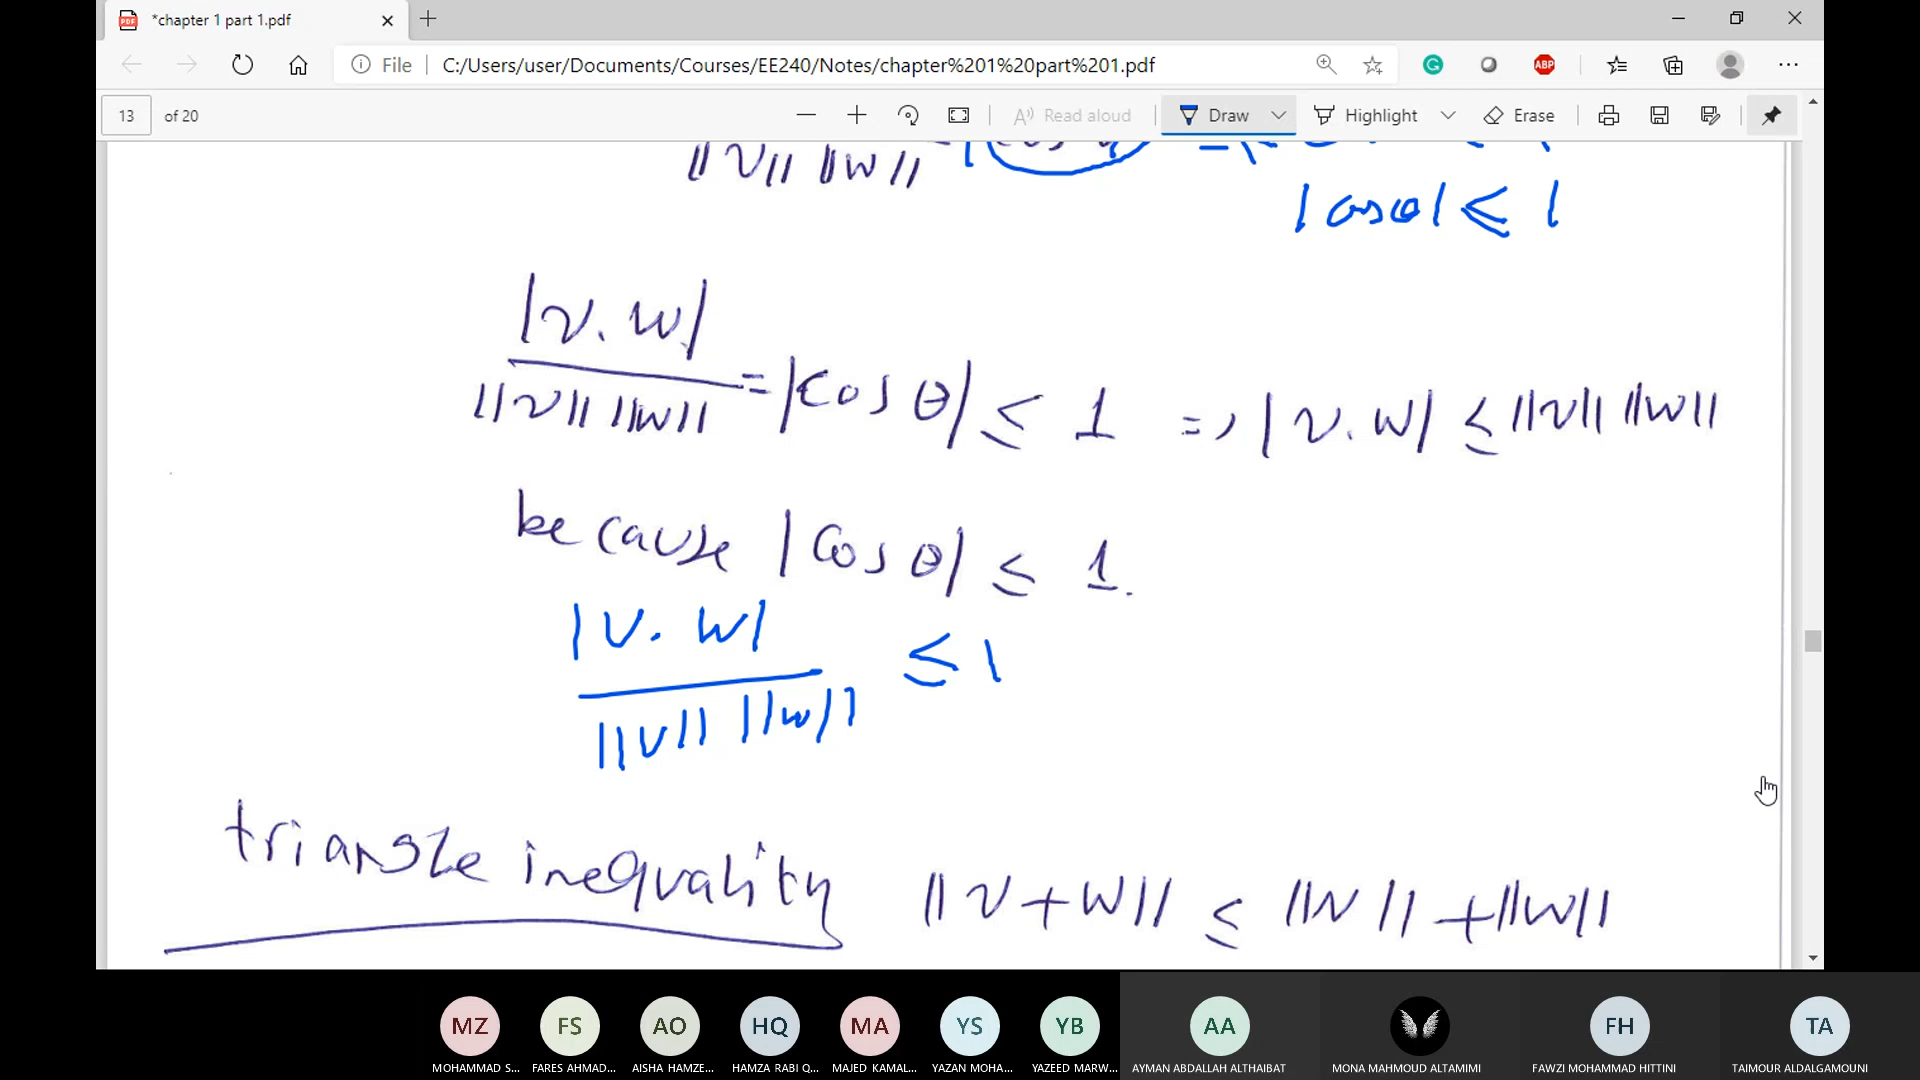 *chapter 1 part 1.pdf
File C:/Users/user/Documents/Courses/EE240/Notes/chapter%201%20part%201.pdf
ABP
13 of 20 Read aloud Draw Highlight Erase
||v|| ||w||
|cosθ| ≤ 1
|v.w|
||v|| ||w|| = |cos θ| ≤ 1 => |v.w| ≤ ||v|| ||w||
because |cos θ| ≤ 1.
|v.w|
||v|| ||w|| ≤ 1
triangle inequality ||v+w|| ≤ ||v|| + ||w||
MZ FS AO HQ MA YS YB AA FH TA
MOHAMMAD S... FARES AHMAD... AISHA HAMZE... HAMZA RABI Q... MAJED KAMAL... YAZAN MOHA... YAZEED MARW... AYMAN ABDALLAH ALTHAIBAT MONA MAHMOUD ALTAMIMI FAWZI MOHAMMAD HITTINI TAIMOUR ALDALGAMOUNI